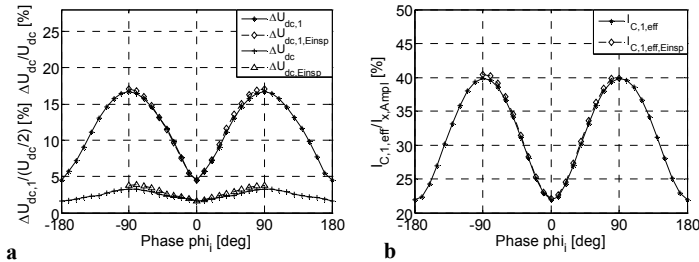 ΔU_dc,1/(U_dc/2) [%] ΔU_dc/U_dc [%]
25
20
15
10
5
0
-180 -90 0 90 180
Phase phi_i [deg]
ΔU_dc,1
ΔU_dc,1,Einsp
ΔU_dc
ΔU_dc,Einsp
a
I_C,1,eff/I_x,Ampl [%]
50
45
40
35
30
25
20
-180 -90 0 90 180
Phase phi_i [deg]
I_C,1,eff
I_C,1,eff,Einsp
b